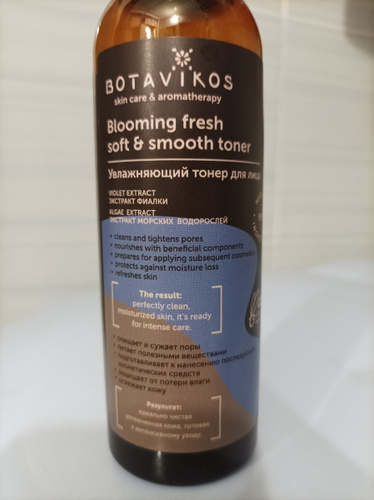 BOTAVIKOS
skin care & aromatherapy
Blooming fresh
soft & smooth toner
Увлажняющий тонер для лица
VIOLET EXTRACT
ЭКСТРАКТ ФИАЛКИ
ALGAE EXTRACT
ЭКСТРАКТ МОРСКИХ ВОДОРОСЛЕЙ
• cleans and tightens pores
• nourishes with beneficial components
• prepares for applying subsequent cosmetics
• protects against moisture loss
• refreshes skin
The result:
perfectly clean,
moisturized skin, it's ready
for intense care.
• очищает и сужает поры
• питает полезными веществами
• подготавливает к нанесению последующих
косметических средств
• защищает от потери влаги
• освежает кожу
Результат:
идеально чистая
увлажненная кожа, готовая
к интенсивному уходу.